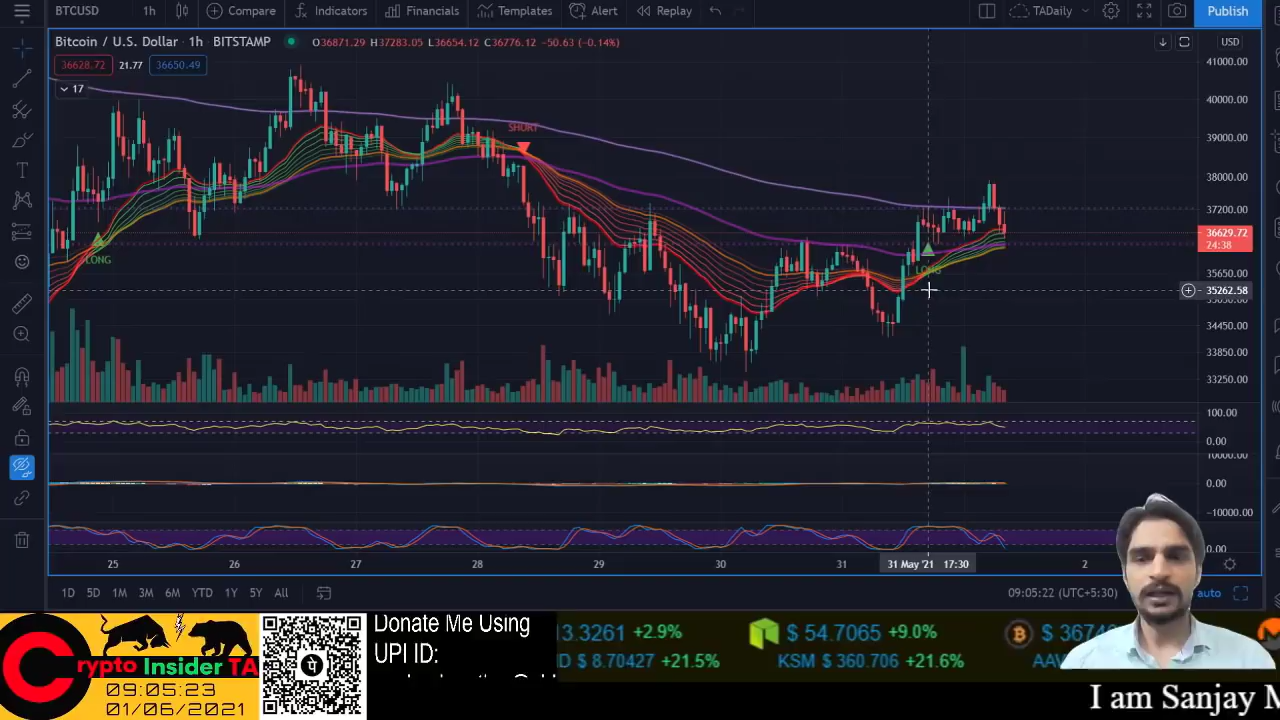 BTCUSD 1h Compare Indicators Financials Templates Alert Replay TADaily Publish
Bitcoin / U.S. Dollar · 1h · BITSTAMP O36871.29 H37283.05 L36654.12 C36776.12 -50.63 (-0.14%) USD
36628.72 21.77 36650.49
17
41000.00
40000.00
39000.00
38000.00
37200.00
36629.72
24:38
35650.00
35262.58
34450.00
33850.00
33250.00
SHORT
LONG
LONG
100.00
0.00
10000.00
0.00
-10000.00
0.00
25 26 27 28 29 30 31 31 May '21 17:30 2
1D 5D 1M 3M 6M YTD 1Y 5Y All 09:05:22 (UTC+5:30) auto
Crypto Insider TA
09:05:23
01/06/2021
Donate Me Using
UPI ID:
3.3261 +2.9% $ 54.7065 +9.0% $ 3674
D $ 8.70427 +21.5% KSM $ 360.706 +21.6% AA
I am Sanjay M